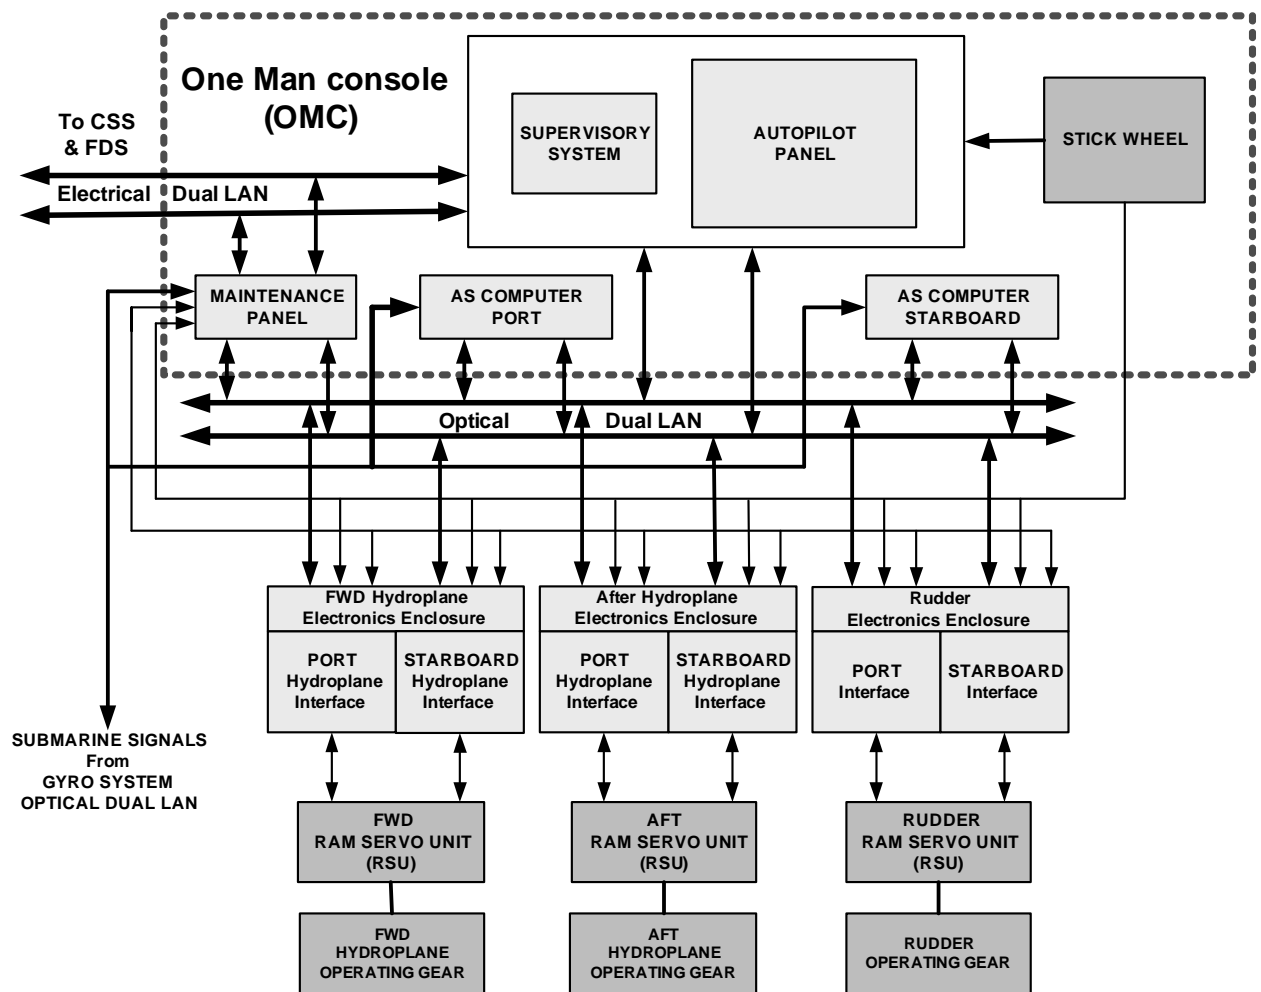 One Man console
(OMC)
To CSS
& FDS
Electrical Dual LAN
SUPERVISORY
SYSTEM
AUTOPILOT
PANEL
STICK WHEEL
MAINTENANCE
PANEL
AS COMPUTER
PORT
AS COMPUTER
STARBOARD
Optical Dual LAN
FWD Hydroplane
Electronics Enclosure
PORT
Hydroplane
Interface
STARBOARD
Hydroplane
Interface
After Hydroplane
Electronics Enclosure
PORT
Hydroplane
Interface
STARBOARD
Hydroplane
Interface
Rudder
Electronics Enclosure
PORT
Interface
STARBOARD
Interface
SUBMARINE SIGNALS
From
GYRO SYSTEM
OPTICAL DUAL LAN
FWD
RAM SERVO UNIT
(RSU)
AFT
RAM SERVO UNIT
(RSU)
RUDDER
RAM SERVO UNIT
(RSU)
FWD
HYDROPLANE
OPERATING GEAR
AFT
HYDROPLANE
OPERATING GEAR
RUDDER
OPERATING GEAR